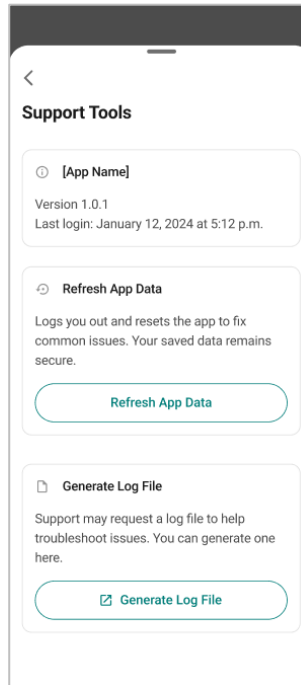 Support Tools
[App Name]
Version 1.0.1
Last login: January 12, 2024 at 5:12 p.m.
Refresh App Data
Logs you out and resets the app to fix
common issues. Your saved data remains
secure.
Refresh App Data
Generate Log File
Support may request a log file to help
troubleshoot issues. You can generate one
here.
Generate Log File